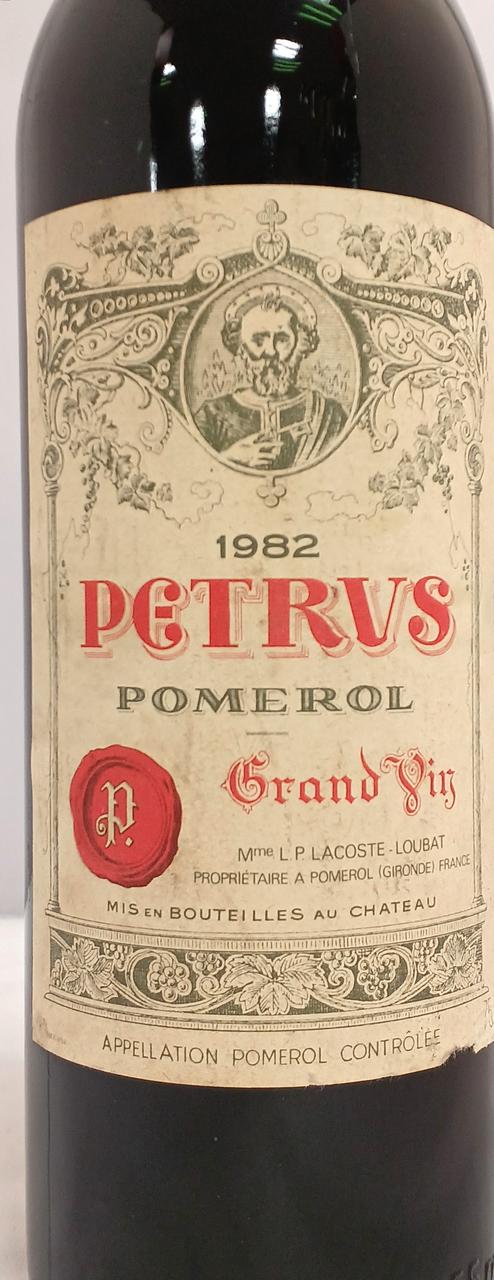 1982
PETRVS
POMEROL
Grand Vin
P.
Mme L.P. LACOSTE-LOUBAT
PROPRIÉTAIRE A POMEROL (GIRONDE) FRANCE
MIS EN BOUTEILLES AU CHATEAU
APPELLATION POMEROL CONTRÔLÉE